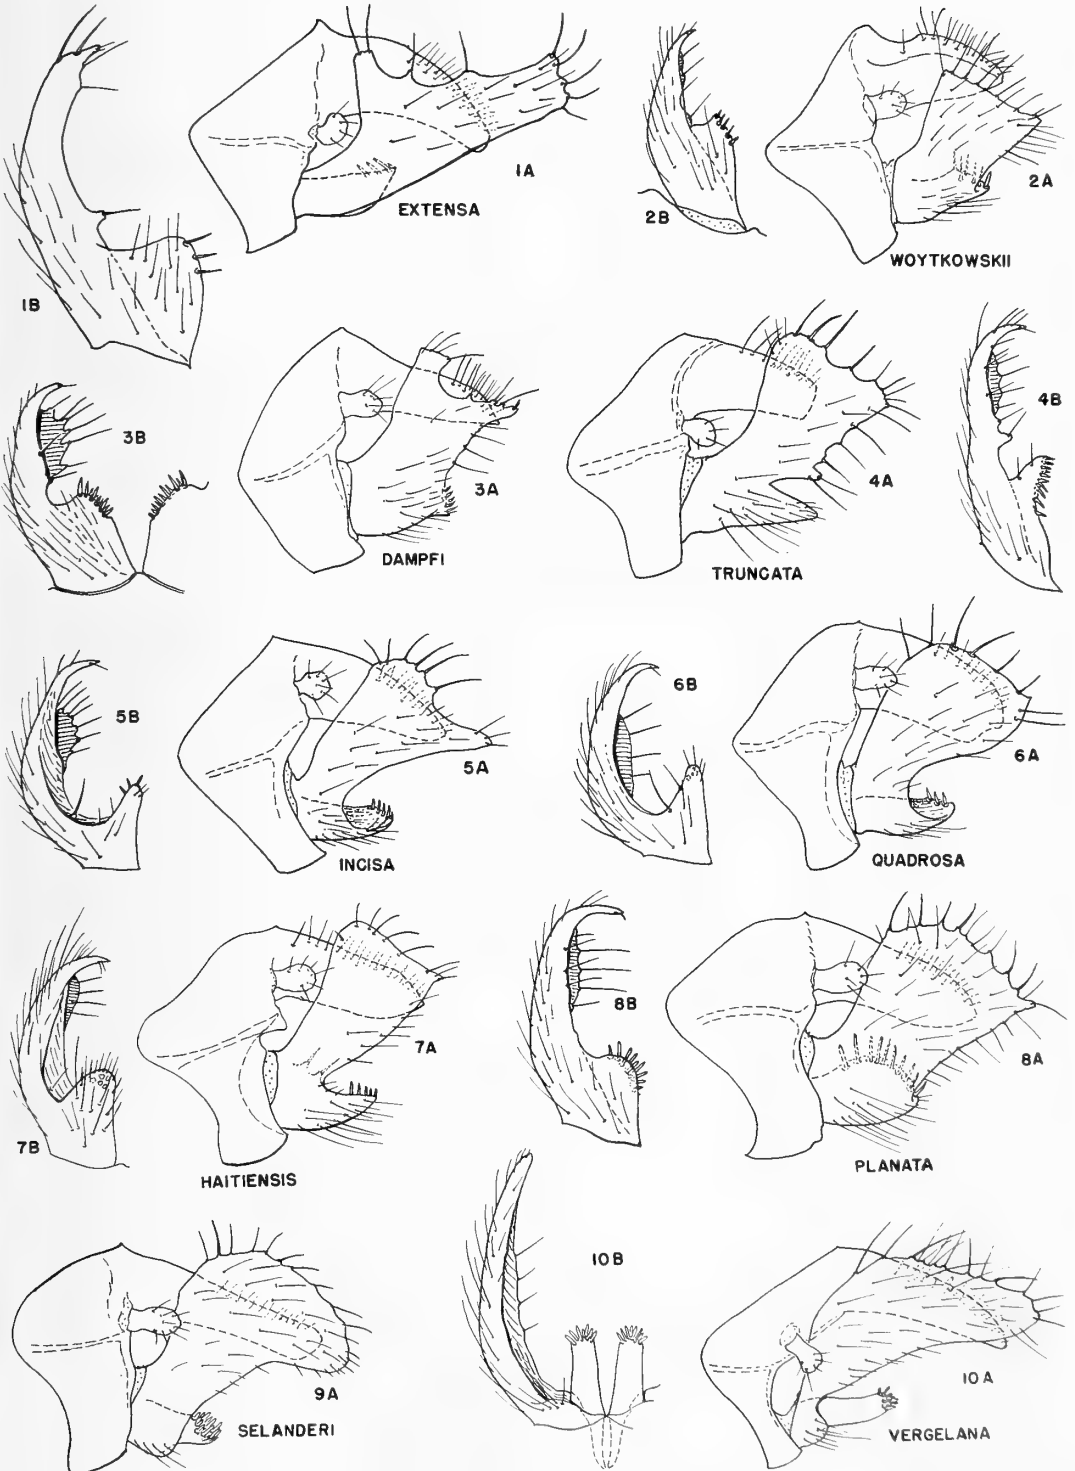 1A
EXTENSA
1B
2B
2A
WOYTKOWSKII
3B
3A
DAMPFI
4A
TRUNCATA
4B
5B
5A
INCISA
6B
6A
QUADROSA
7B
7A
HAITIENSIS
8B
8A
PLANATA
9A
SELANDERI
10B
10A
VERGELANA